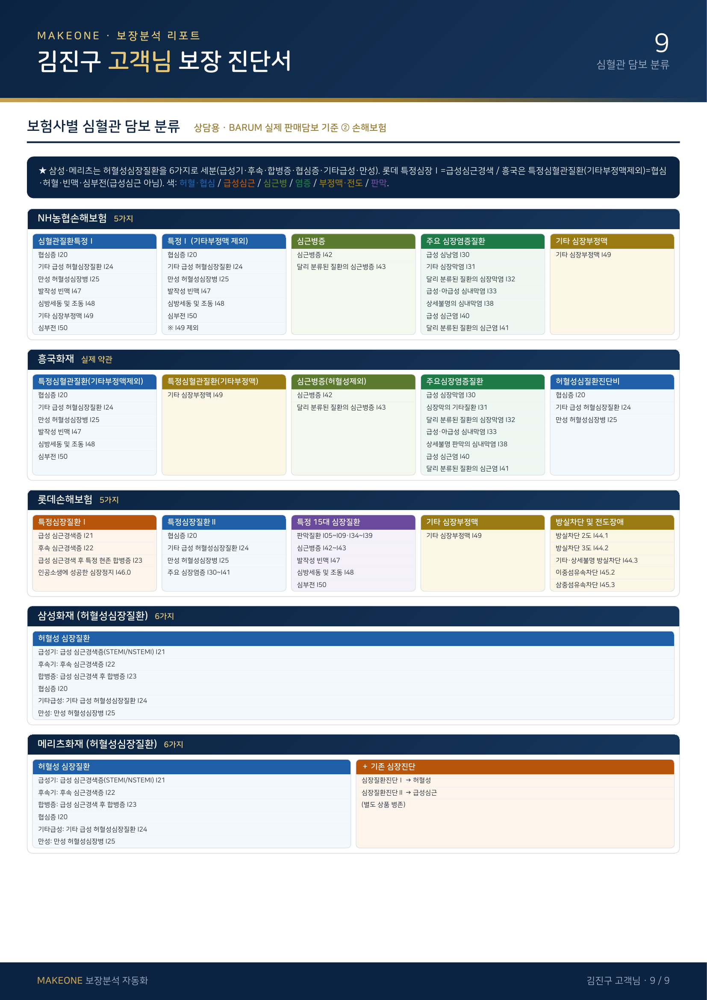 MAKEONE · 보장분석 리포트
김진구 고객님 보장 진단서
9
심혈관 담보 분류
보험사별 심혈관 담보 분류 상담용 · BARUM 실제 판매담보 기준 ② 손해보험
★ 삼성·메리츠는 허혈성심장질환을 6가지로 세분(급성기·후속·합병증·협심증·기타급성·만성). 롯데 특정심장Ⅰ=급성심근경색 / 흥국은 특정심혈관질환(기타부정맥제외)=협심
·허혈·빈맥·심부전(급성심근 아님). 색: 허혈·협심 / 급성심근 / 심근병 / 염증 / 부정맥·전도 / 판막.
NH농협손해보험 5가지
심혈관질환특정Ⅰ
협심증 I20
기타 급성 허혈심장질환 I24
만성 허혈성심장병 I25
발작성 빈맥 I47
심방세동 및 조동 I48
기타 심장부정맥 I49
심부전 I50
특정Ⅰ (기타부정맥 제외)
협심증 I20
기타 급성 허혈심장질환 I24
만성 허혈성심장병 I25
발작성 빈맥 I47
심방세동 및 조동 I48
심부전 I50
※ I49 제외
심근병증
심근병증 I42
달리 분류된 질환의 심근병증 I43
주요 심장염증질환
급성 심낭염 I30
기타 심장막염 I31
달리 분류된 질환의 심장막염 I32
급성·아급성 심내막염 I33
상세불명의 심내막염 I38
급성 심근염 I40
달리 분류된 질환의 심근염 I41
기타 심장부정맥
기타 심장부정맥 I49
흥국화재 실제 약관
특정심혈관질환(기타부정맥제외)
협심증 I20
기타 급성 허혈심장질환 I24
만성 허혈성심장병 I25
발작성 빈맥 I47
심방세동 및 조동 I48
심부전 I50
특정심혈관질환(기타부정맥)
기타 심장부정맥 I49
심근병증(허혈성제외)
심근병증 I42
달리 분류된 질환의 심근병증 I43
주요심장염증질환
급성 심장막염 I30
심장막의 기타질환 I31
달리 분류된 질환의 심장막염 I32
급성·아급성 심내막염 I33
상세불명 판막의 심내막염 I38
급성 심근염 I40
달리 분류된 질환의 심근염 I41
허혈성심질환진단비
협심증 I20
기타 급성 허혈심장질환 I24
만성 허혈성심장병 I25
롯데손해보험 5가지
특정심장질환Ⅰ
급성 심근경색증 I21
후속 심근경색증 I22
급성 심근경색 후 특정 현존 합병증 I23
인공소생에 성공한 심장정지 I46.0
특정심장질환Ⅱ
협심증 I20
기타 급성 허혈성심장질환 I24
만성 허혈성심장병 I25
주요 심장염증 I30~I41
특정 15대 심장질환
판막질환 I05~I09·I34~I39
심근병증 I42~I43
발작성 빈맥 I47
심방세동 및 조동 I48
심부전 I50
기타 심장부정맥
기타 심장부정맥 I49
방실차단 및 전도장애
방실차단 2도 I44.1
방실차단 3도 I44.2
기타·상세불명 방실차단 I44.3
이중섬유속차단 I45.2
삼중섬유속차단 I45.3
삼성화재 (허혈성심장질환) 6가지
허혈성 심장질환
급성기: 급성 심근경색증(STEMI/NSTEMI) I21
후속기: 후속 심근경색증 I22
합병증: 급성 심근경색 후 합병증 I23
협심증 I20
기타급성: 기타 급성 허혈성심장질환 I24
만성: 만성 허혈성심장병 I25
메리츠화재 (허혈성심장질환) 6가지
허혈성 심장질환
급성기: 급성 심근경색증(STEMI/NSTEMI) I21
후속기: 후속 심근경색증 I22
합병증: 급성 심근경색 후 합병증 I23
협심증 I20
기타급성: 기타 급성 허혈성심장질환 I24
만성: 만성 허혈성심장병 I25
+ 기존 심장진단
심장질환진단Ⅰ → 허혈성
심장질환진단Ⅱ → 급성심근
(별도 상품 병존)
MAKEONE 보장분석 자동화
김진구 고객님 · 9 / 9